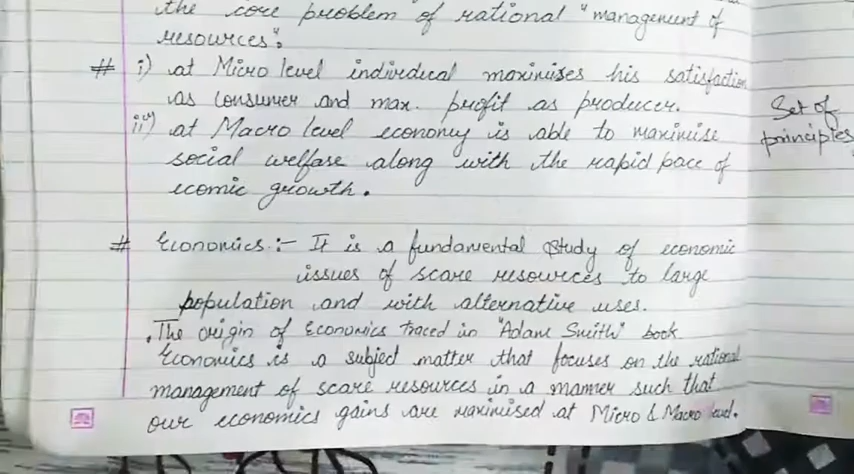 the core problem of rational "management of
resources".
# i) at Micro level individual maximises his satisfaction
as consumer and max. profit as producer.
ii) at Macro level economy is able to maximise
social welfare along with the rapid pace of
ecomic growth.
Set of
principles
# Economics :- It is a fundamental study of economic
issues of scare resources to large
population and with alternative uses.
. The origin of Economics traced in "Adam Smith" book
Economics is a subject matter that focuses on the rational
management of scare resources in a manner such that
our economics gains are maximised at Micro & Macro level.